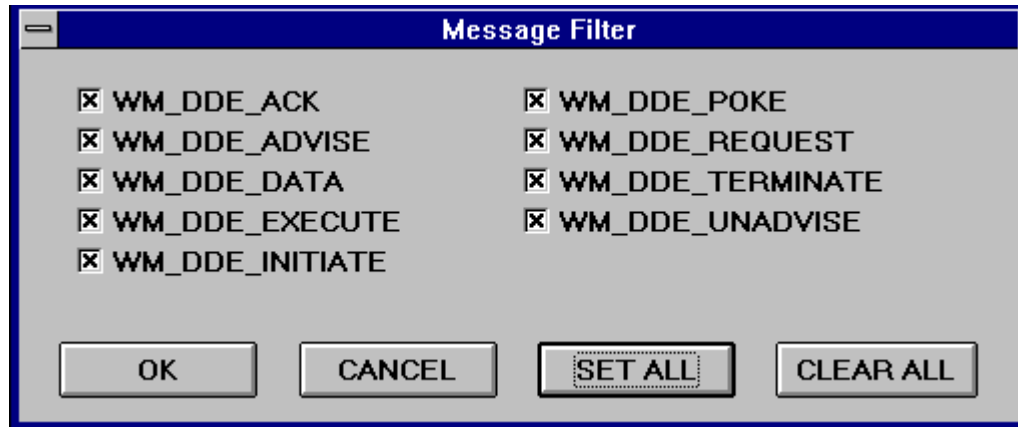 Message Filter
WM_DDE_ACK
WM_DDE_ADVISE
WM_DDE_DATA
WM_DDE_EXECUTE
WM_DDE_INITIATE
WM_DDE_POKE
WM_DDE_REQUEST
WM_DDE_TERMINATE
WM_DDE_UNADVISE
OK
CANCEL
SET ALL
CLEAR ALL